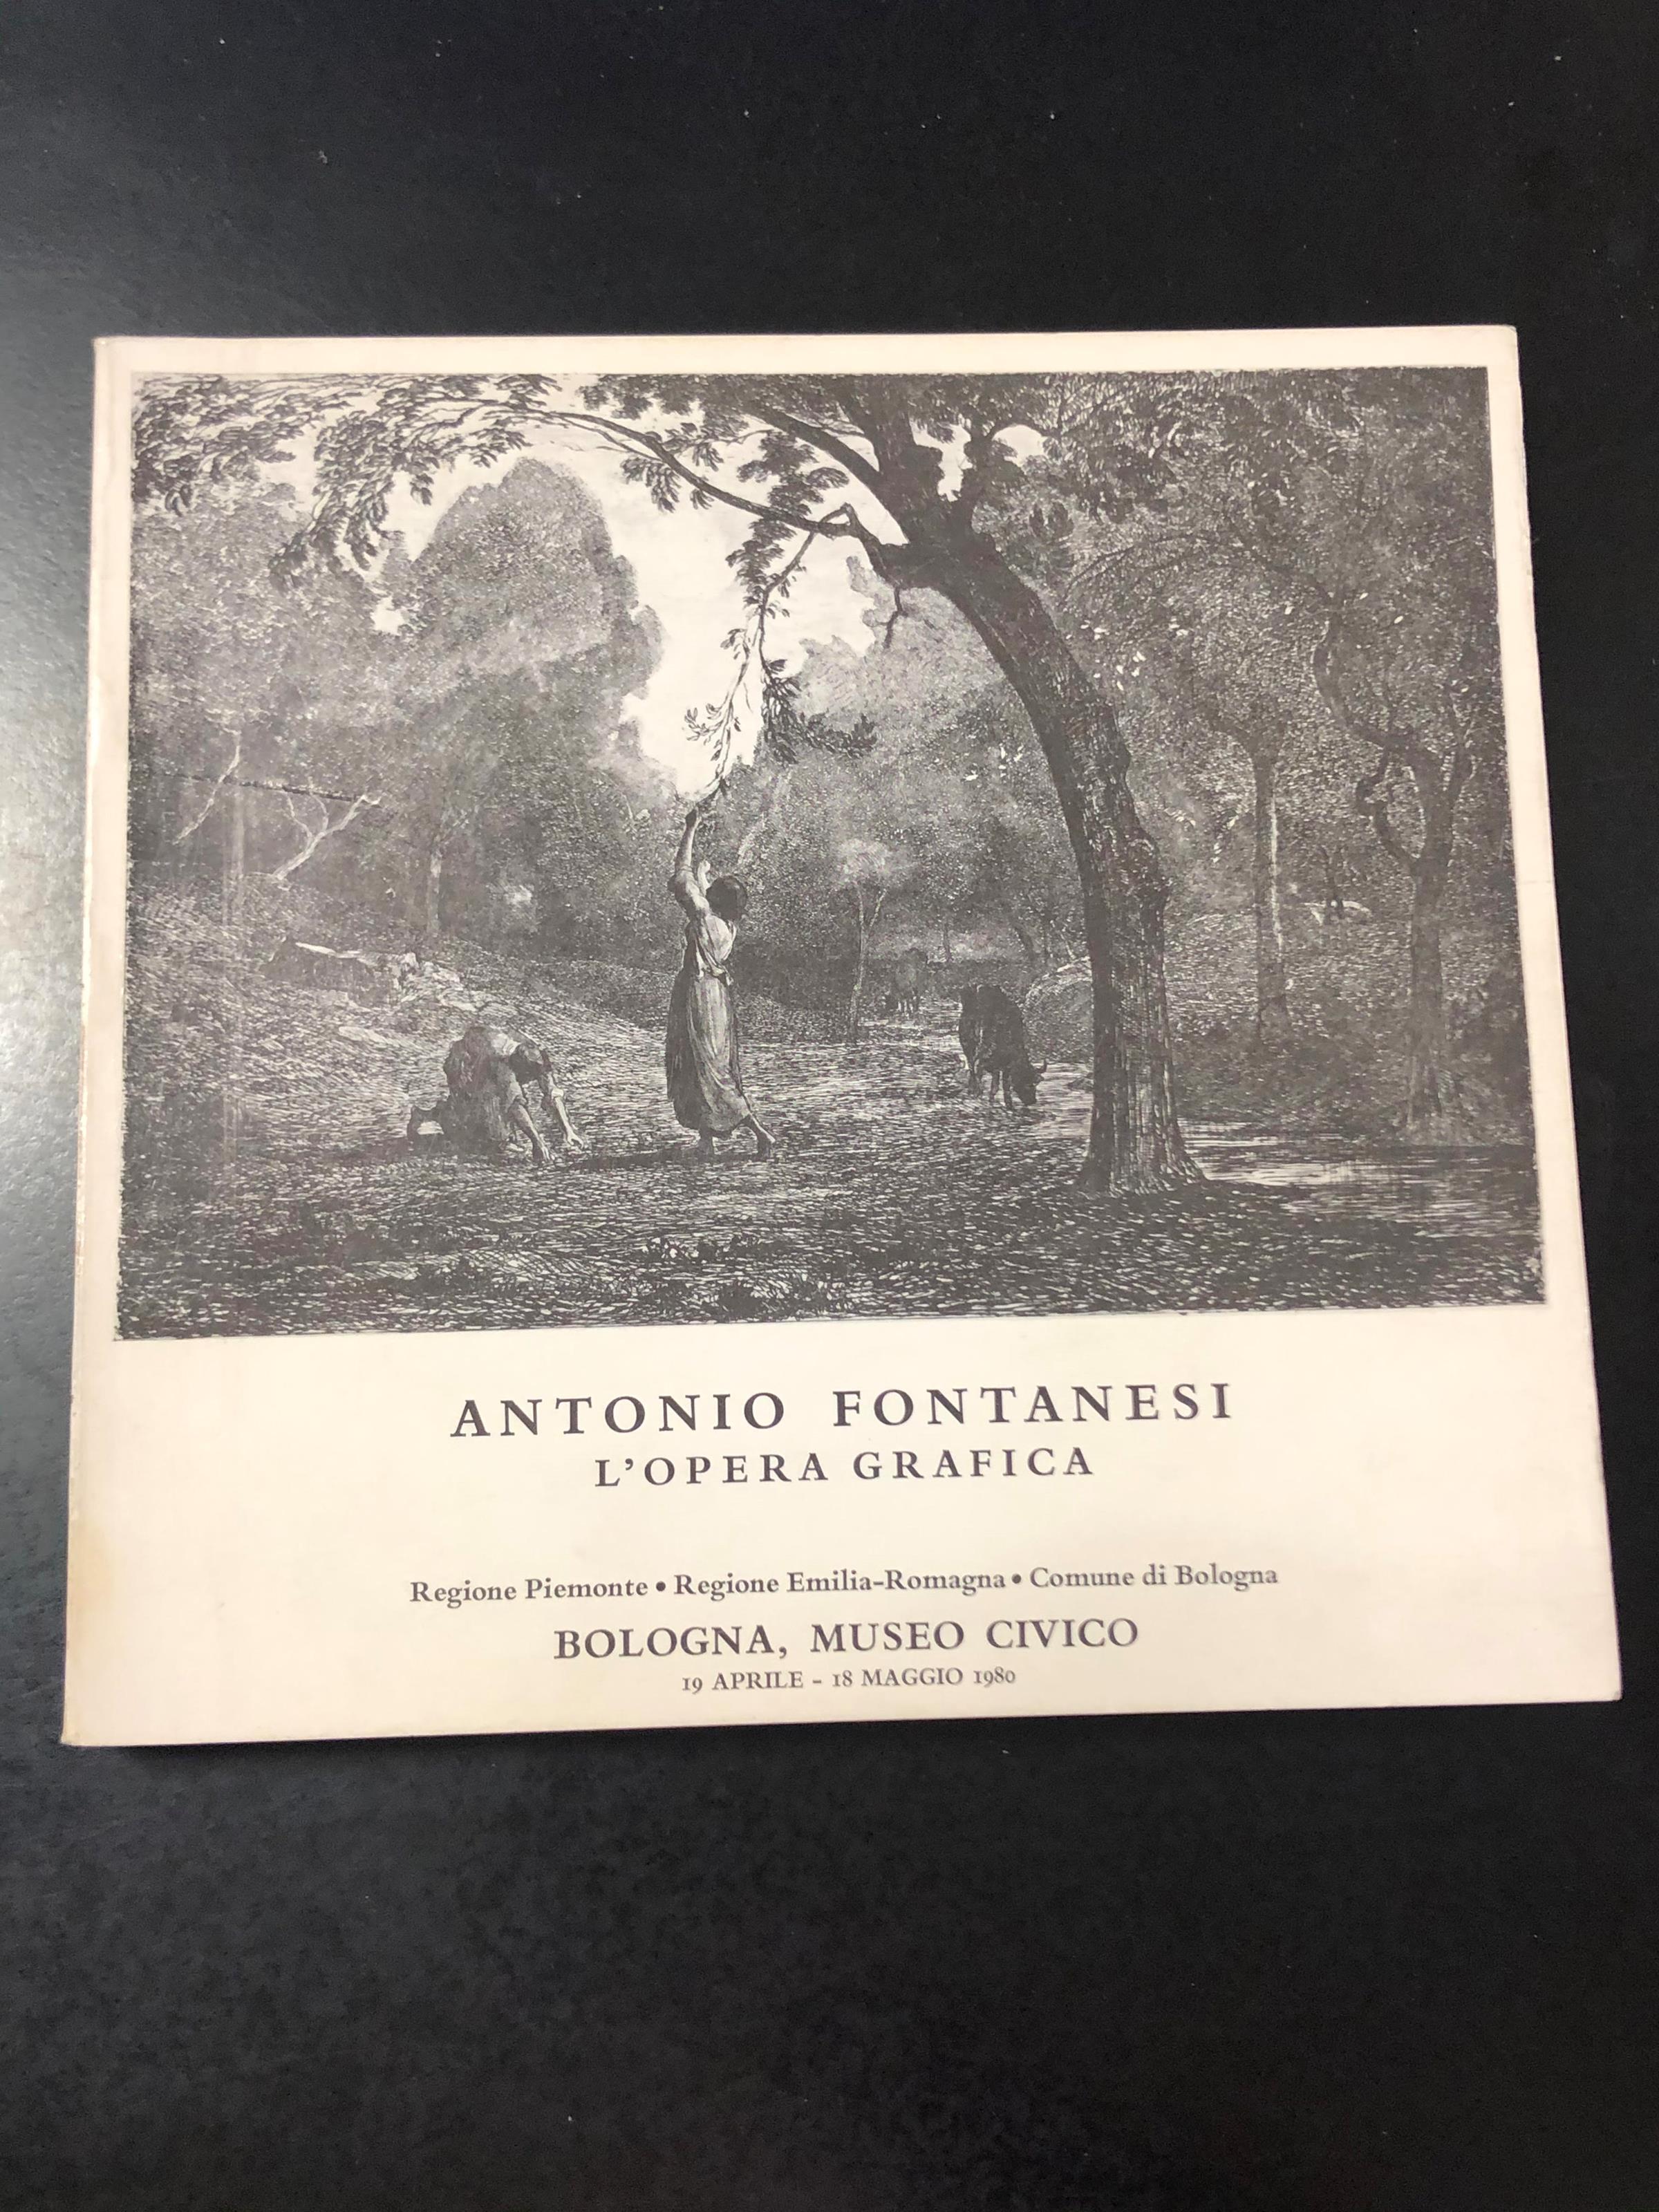 ANTONIO FONTANESI
L'OPERA GRAFICA
Regione Piemonte • Regione Emilia-Romagna • Comune di Bologna
BOLOGNA, MUSEO CIVICO
19 APRILE - 18 MAGGIO 1980